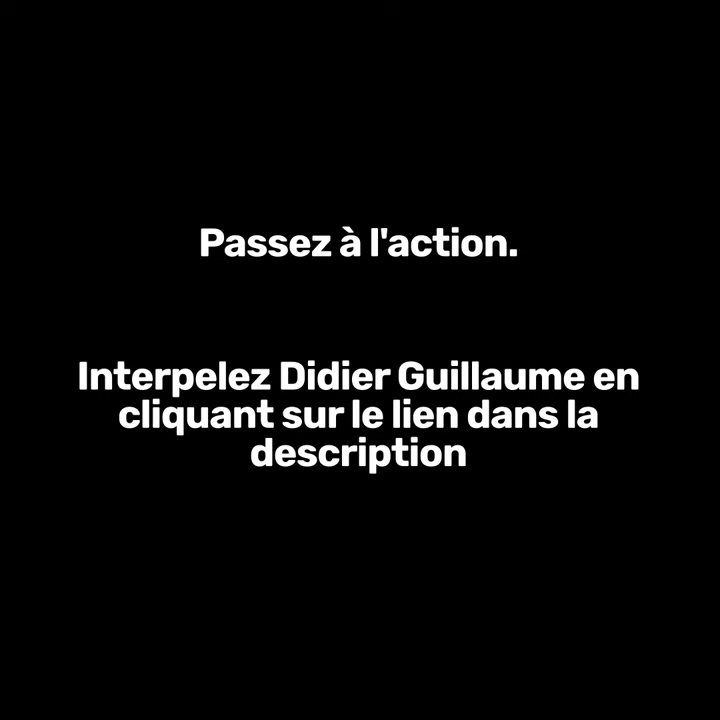 Passez à l'action.
Interpelez Didier Guillaume en
cliquant sur le lien dans la
description